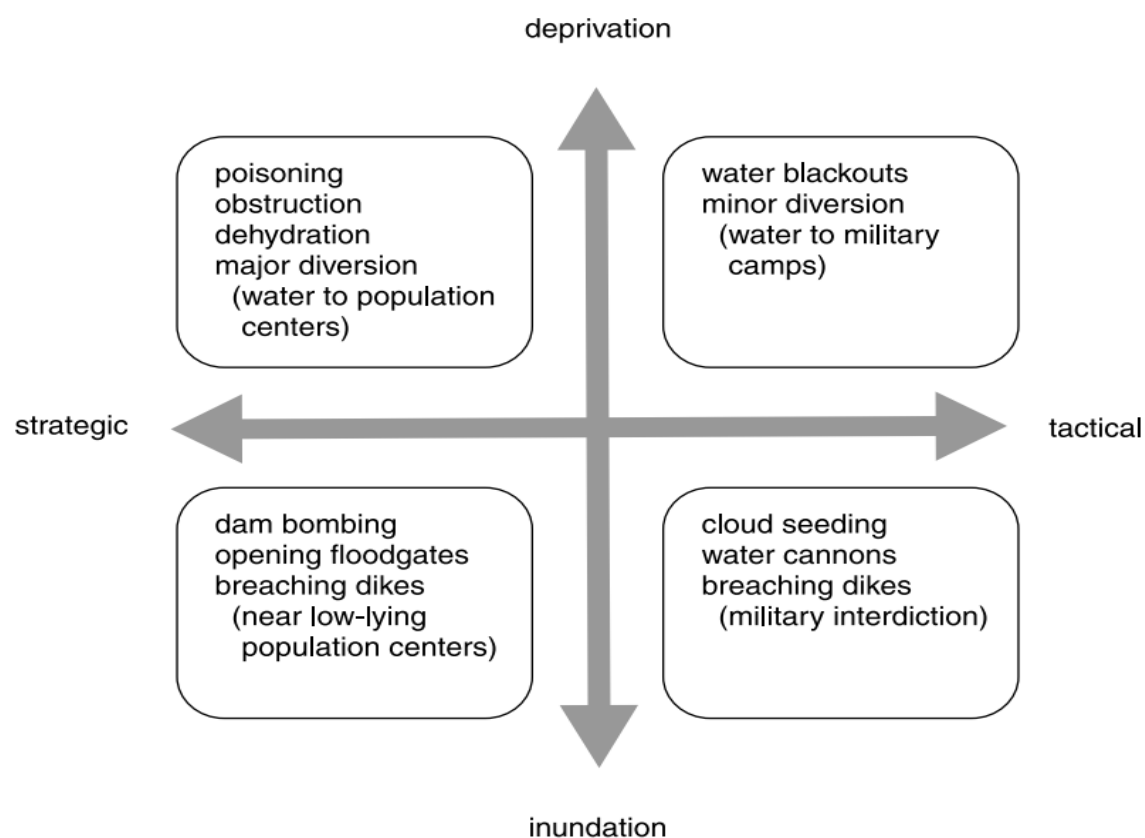 deprivation
poisoning
obstruction
dehydration
major diversion
(water to population
centers)
water blackouts
minor diversion
(water to military
camps)
strategic
tactical
dam bombing
opening floodgates
breaching dikes
(near low-lying
population centers)
cloud seeding
water cannons
breaching dikes
(military interdiction)
inundation